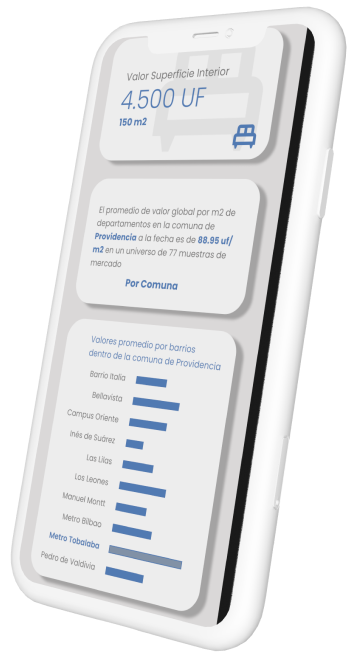 Valor Superficie Interior
4.500 UF
150 m2
El promedio de valor global por m2 de
departamentos en la comuna de
Providencia a la fecha es de 88.95 uf/
m2 en un universo de 77 muestras de
mercado
Por Comuna
Valores promedio por barrios
dentro de la comuna de Providencia
Barrio Italia
Bellavista
Campus Oriente
Inés de Suárez
Las Lilas
Los Leones
Manuel Montt
Metro Bilbao
Metro Tobalaba
Pedro de Valdivia